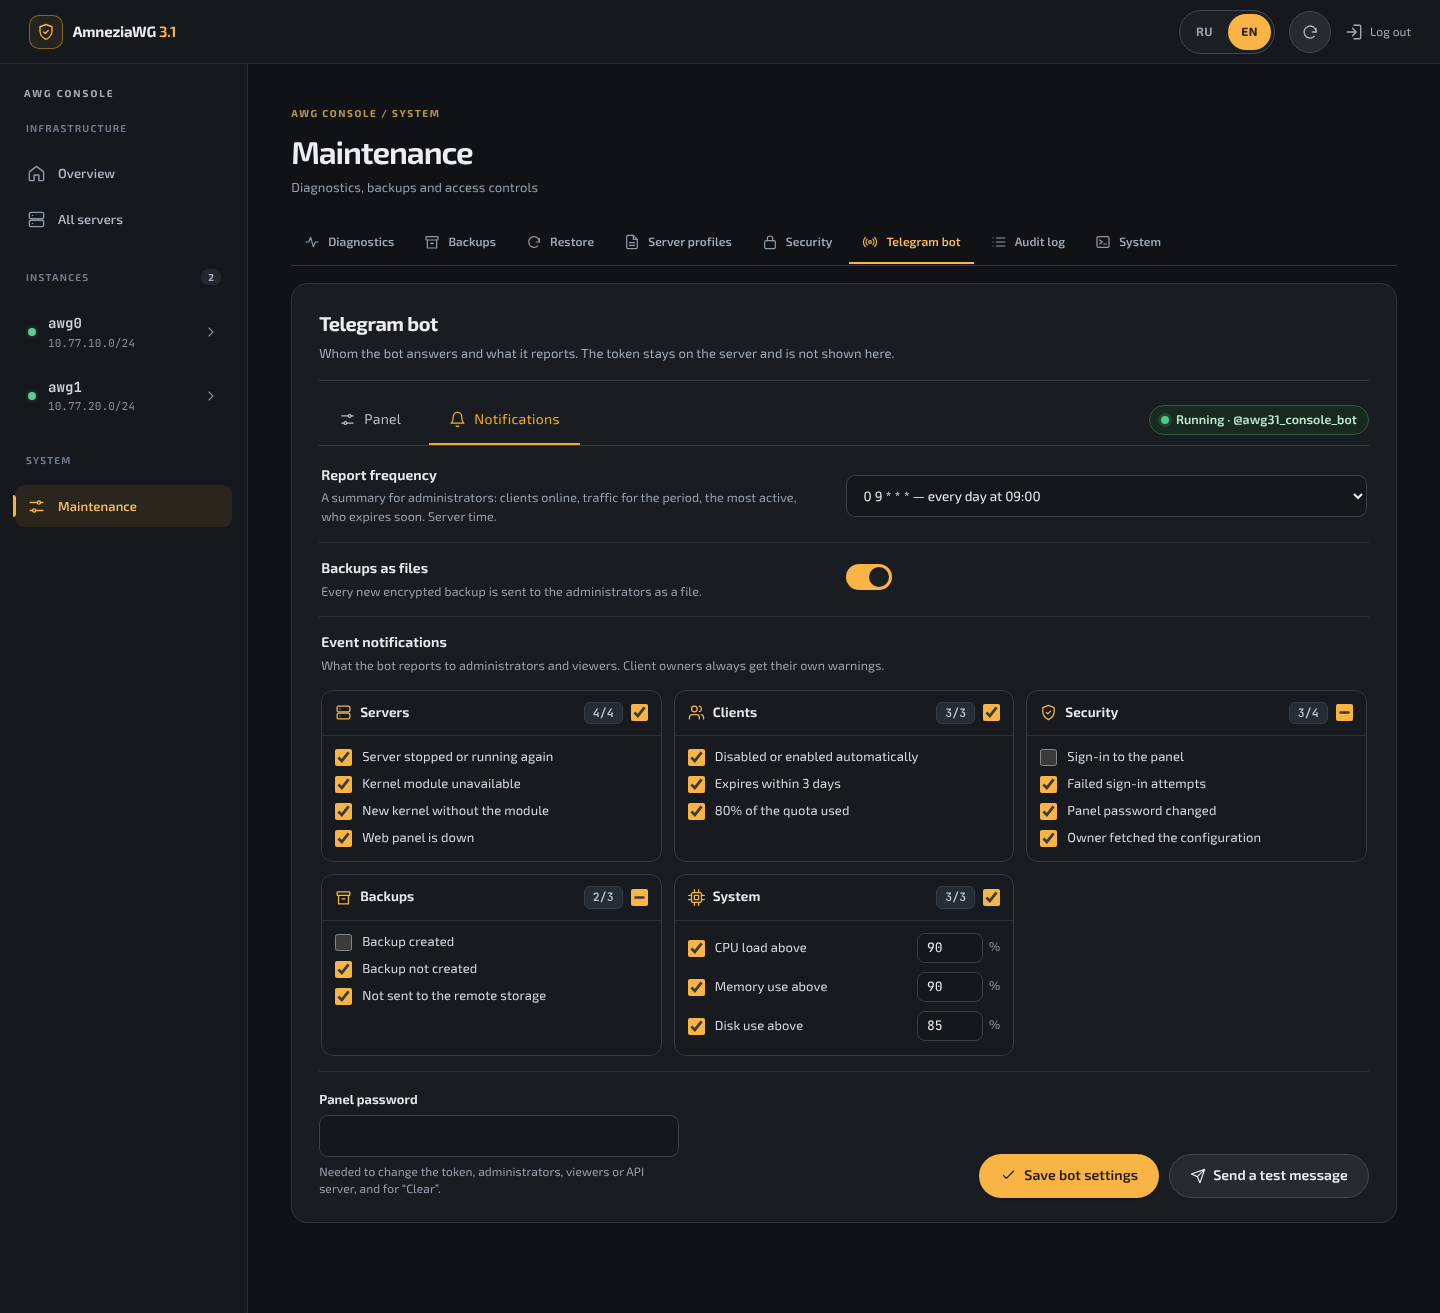 AmneziaWG 3.1
RU
EN
Log out
AWG CONSOLE
INFRASTRUCTURE
Overview
All servers
INSTANCES
2
awg0
10.77.10.0/24
awg1
10.77.20.0/24
SYSTEM
Maintenance
AWG CONSOLE / SYSTEM
Maintenance
Diagnostics, backups and access controls
Diagnostics
Backups
Restore
Server profiles
Security
Telegram bot
Audit log
System
Telegram bot
Whom the bot answers and what it reports. The token stays on the server and is not shown here.
Panel
Notifications
Running · @awg31_console_bot
Report frequency
A summary for administrators: clients online, traffic for the period, the most active,
who expires soon. Server time.
0 9 * * * — every day at 09:00
Backups as files
Every new encrypted backup is sent to the administrators as a file.
Event notifications
What the bot reports to administrators and viewers. Client owners always get their own warnings.
Servers
4/4
Server stopped or running again
Kernel module unavailable
New kernel without the module
Web panel is down
Clients
3/3
Disabled or enabled automatically
Expires within 3 days
80% of the quota used
Security
3/4
Sign-in to the panel
Failed sign-in attempts
Panel password changed
Owner fetched the configuration
Backups
2/3
Backup created
Backup not created
Not sent to the remote storage
System
3/3
CPU load above
90
%
Memory use above
90
%
Disk use above
85
%
Panel password
Needed to change the token, administrators, viewers or API
server, and for “Clear”.
Save bot settings
Send a test message